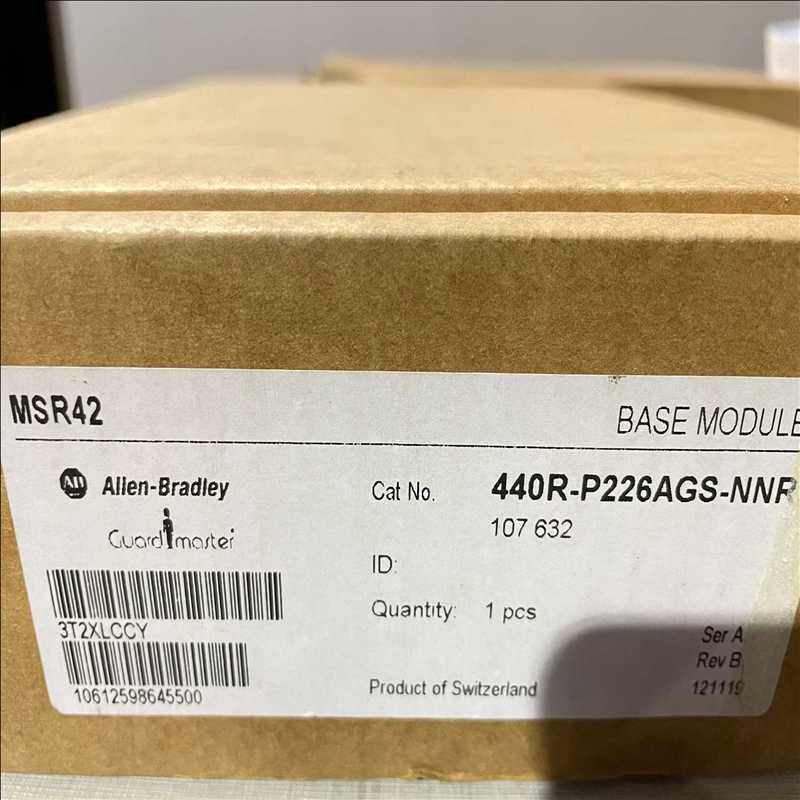 MSR42
BASE MODULE
AB Allen-Bradley
Guardmaster
Cat No. 440R-P226AGS-NNR
107 632
ID:
Quantity: 1 pcs
3T2XLCCY
10612598645500
Ser A
Rev B
Product of Switzerland
121119